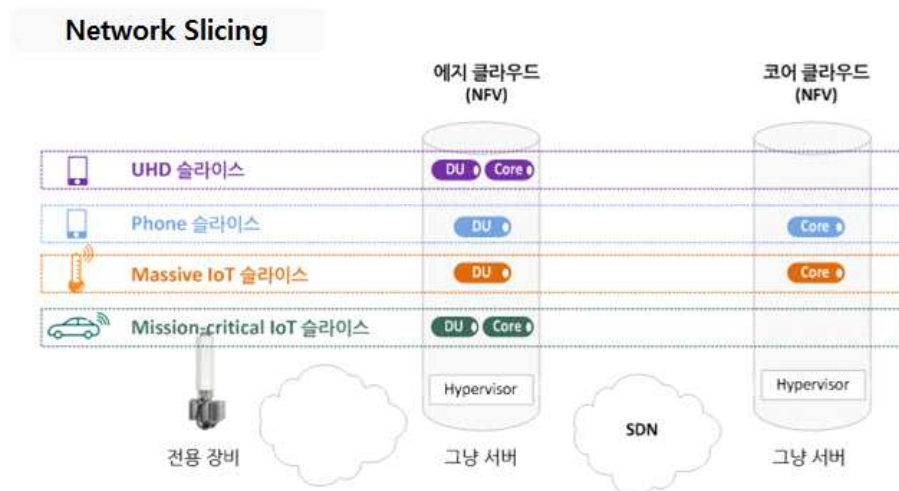 Network Slicing
에지 클라우드
(NFV)
코어 클라우드
(NFV)
UHD 슬라이스
DU
Core
Phone 슬라이스
DU
Core
Massive IoT 슬라이스
DU
Core
Mission-critical IoT 슬라이스
DU
Core
Hypervisor
SDN
Hypervisor
전용 장비
그냥 서버
그냥 서버